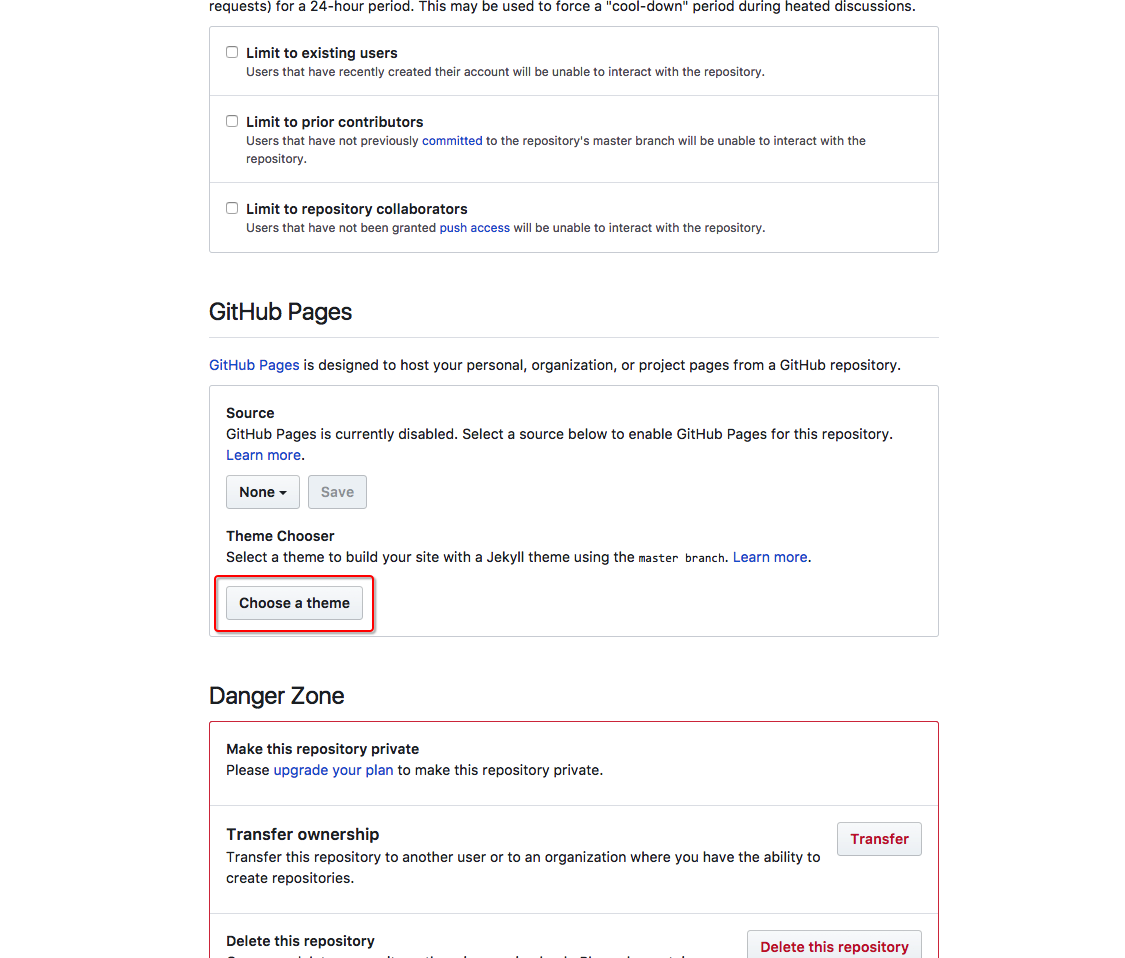 requests) for a 24-hour period. This may be used to force a "cool-down" period during heated discussions.
Limit to existing users
Users that have recently created their account will be unable to interact with the repository.
Limit to prior contributors
Users that have not previously committed to the repository's master branch will be unable to interact with the
repository.
Limit to repository collaborators
Users that have not been granted push access will be unable to interact with the repository.
GitHub Pages
GitHub Pages is designed to host your personal, organization, or project pages from a GitHub repository.
Source
GitHub Pages is currently disabled. Select a source below to enable GitHub Pages for this repository.
Learn more.
None Save
Theme Chooser
Select a theme to build your site with a Jekyll theme using the master branch. Learn more.
Choose a theme
Danger Zone
Make this repository private
Please upgrade your plan to make this repository private.
Transfer ownership
Transfer
Transfer this repository to another user or to an organization where you have the ability to
create repositories.
Delete this repository
Delete this repository